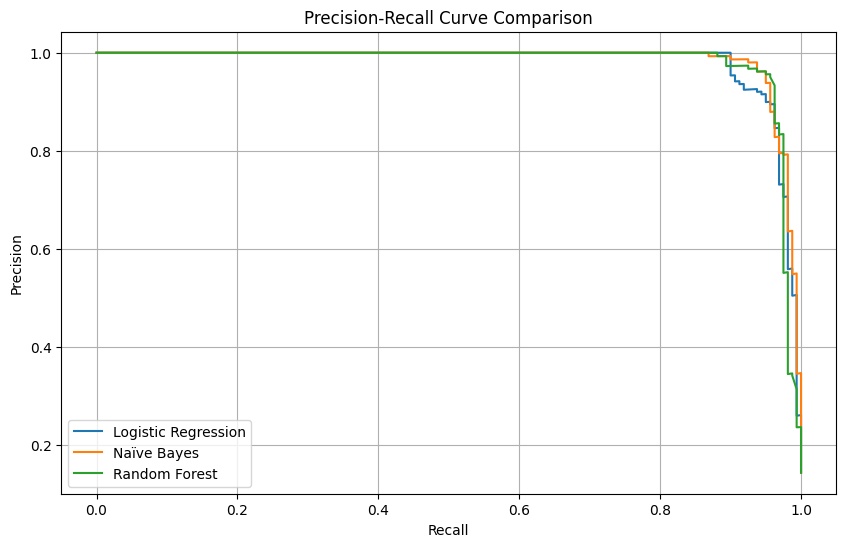 Precision-Recall Curve Comparison
1.0
0.8
0.6
0.4
0.2
Precision
Logistic Regression
Naïve Bayes
Random Forest
0.0 0.2 0.4 0.6 0.8 1.0
Recall